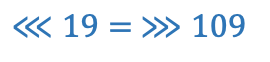 ⋘ 19 = ⋙ 109